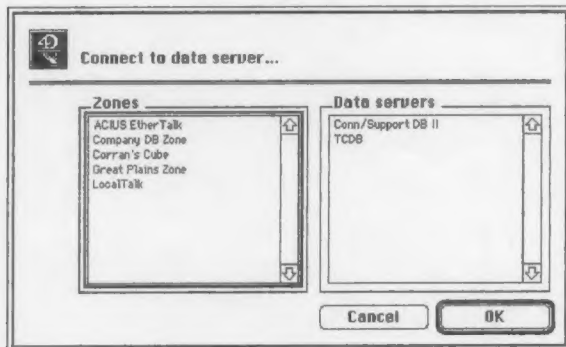 Connect to data server...
Zones
ACIUS EtherTalk
Company DB Zone
Corran's Cube
Great Plains Zone
LocalTalk
Data servers
Conn/Support DB II
TCDB
Cancel
OK